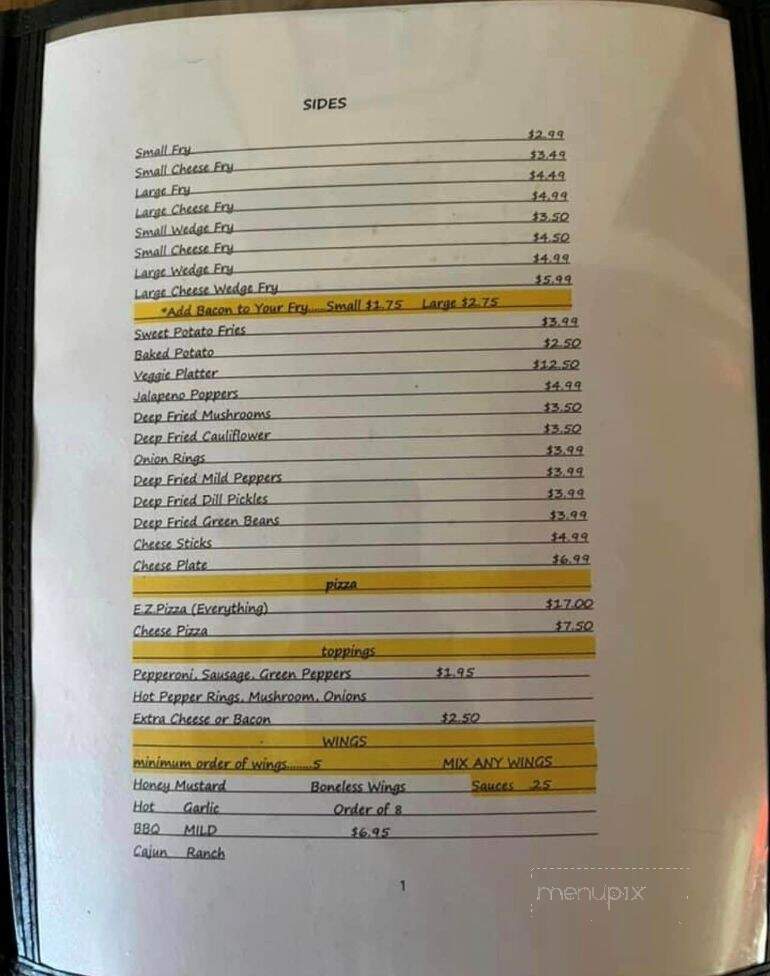 SIDES
Small Fry $2.99
Small Cheese Fry $3.49
Large Fry $4.49
Large Cheese Fry $4.99
Small Wedge Fry $3.50
Small Cheese Fry $4.50
Large Wedge Fry $4.99
Large Cheese Wedge Fry $5.99
*Add Bacon to Your Fry.....Small $1.75 Large $2.75
Sweet Potato Fries $3.99
Baked Potato $2.50
Veggie Platter $12.50
Jalapeno Poppers $4.99
Deep Fried Mushrooms $3.50
Deep Fried Cauliflower $3.50
Onion Rings $3.99
Deep Fried Mild Peppers $3.99
Deep Fried Dill Pickles $3.99
Deep Fried Green Beans $3.99
Cheese Sticks $4.99
Cheese Plate $6.99
pizza
E.Z.Pizza (Everything) $17.00
Cheese Pizza $7.50
toppings
Pepperoni, Sausage, Green Peppers $1.95
Hot Pepper Rings, Mushroom, Onions
Extra Cheese or Bacon $2.50
WINGS
minimum order of wings........5 MIX ANY WINGS
Honey Mustard Boneless Wings Sauces .25
Hot Garlic Order of 8
BBQ MILD $6.95
Cajun Ranch
1
menupix